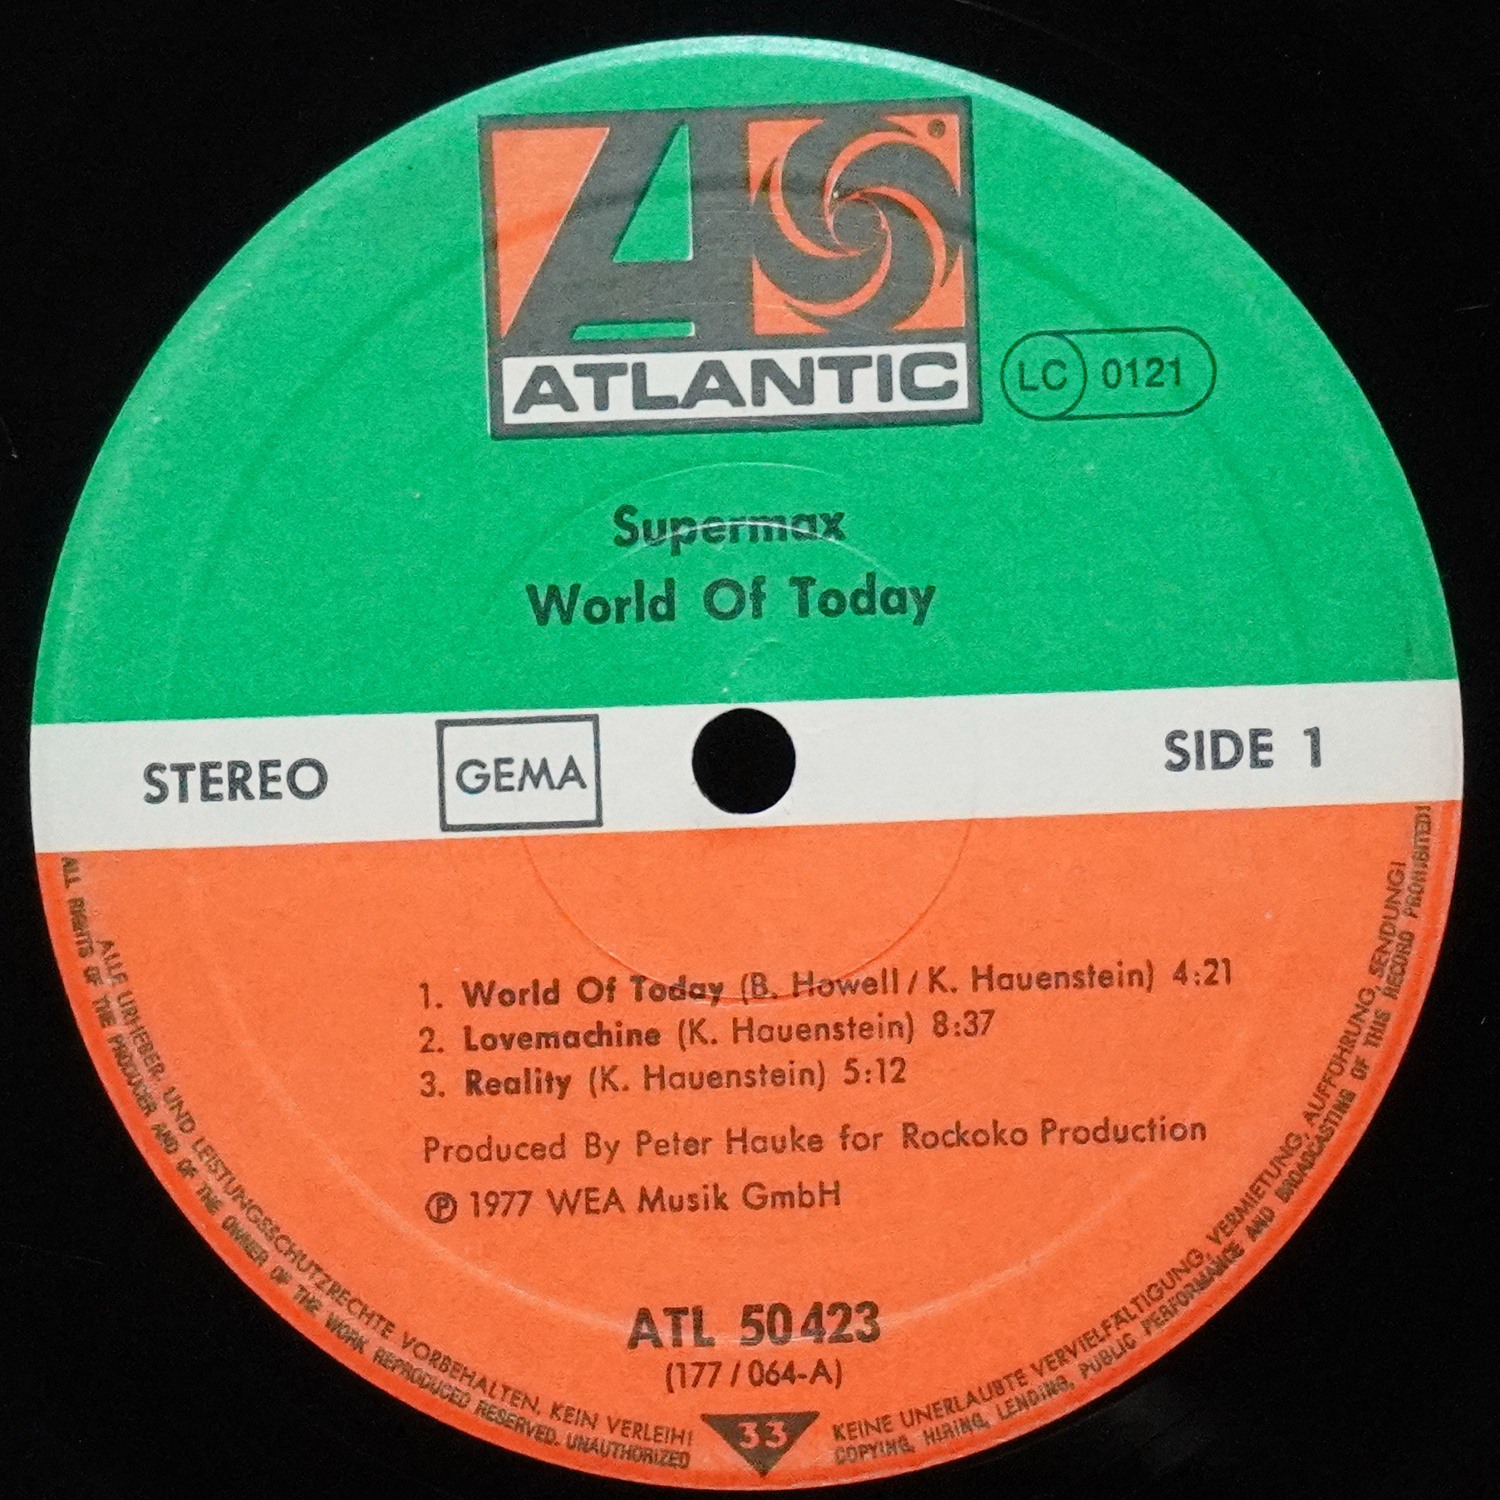 ATLANTIC
LC 0121
Supermax
World Of Today
STEREO GEMA SIDE 1
1. World Of Today (B. Howell / K. Hauenstein) 4:21
2. Lovemachine (K. Hauenstein) 8:37
3. Reality (K. Hauenstein) 5:12
Produced By Peter Hauke for Rockoko Production
℗ 1977 WEA Musik GmbH
ATL 50 423
(177 / 064-A)
33
ALLE URHEBER- UND LEISTUNGSSCHUTZRECHTE VORBEHALTEN. KEIN VERLEIH! KEINE UNERLAUBTE VERVIELFÄLTIGUNG, VERMIETUNG, AUFFÜHRUNG, SENDUNG!
ALL RIGHTS OF THE PRODUCER AND OF THE OWNER OF THE WORK REPRODUCED RESERVED. UNAUTHORIZED COPYING, HIRING, LENDING, PUBLIC PERFORMANCE AND BROADCASTING OF THIS RECORD PROHIBITED!